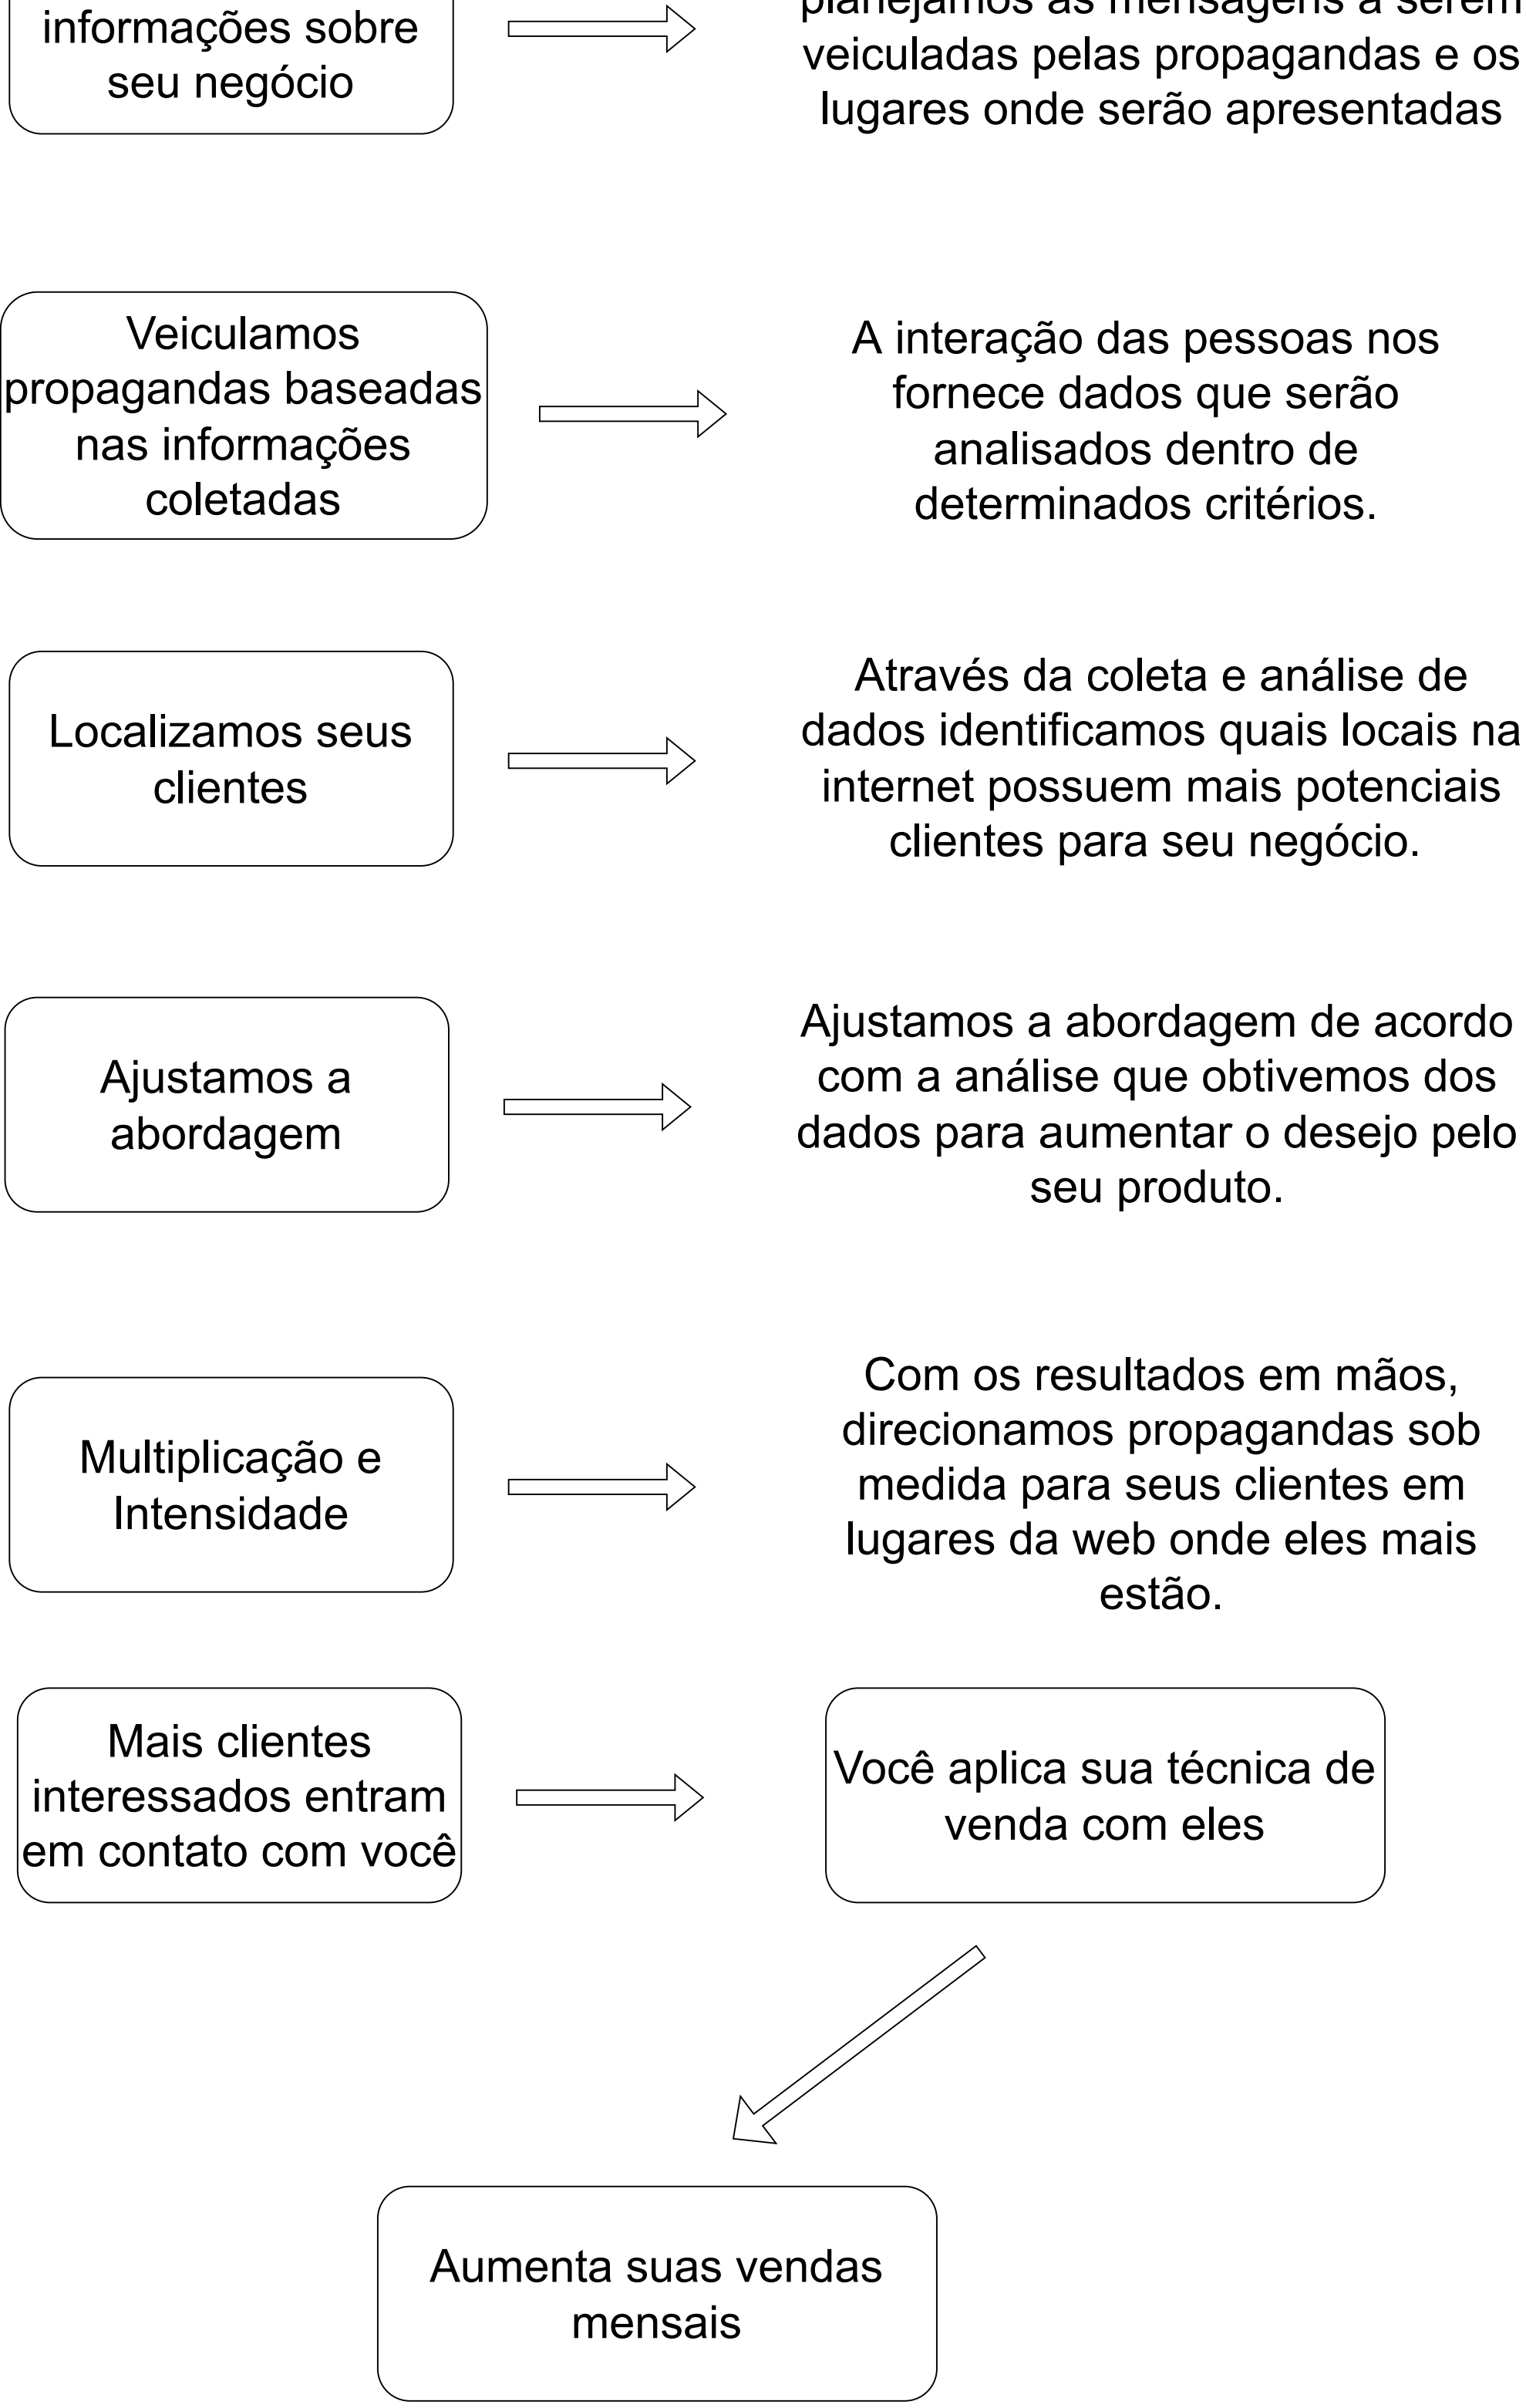 informações sobre
seu negócio
planejamos as mensagens a serem
veiculadas pelas propagandas e os
lugares onde serão apresentadas
Veiculamos
propagandas baseadas
nas informações
coletadas
A interação das pessoas nos
fornece dados que serão
analisados dentro de
determinados critérios.
Localizamos seus
clientes
Através da coleta e análise de
dados identificamos quais locais na
internet possuem mais potenciais
clientes para seu negócio.
Ajustamos a
abordagem
Ajustamos a abordagem de acordo
com a análise que obtivemos dos
dados para aumentar o desejo pelo
seu produto.
Multiplicação e
Intensidade
Com os resultados em mãos,
direcionamos propagandas sob
medida para seus clientes em
lugares da web onde eles mais
estão.
Mais clientes
interessados entram
em contato com você
Você aplica sua técnica de
venda com eles
Aumenta suas vendas
mensais